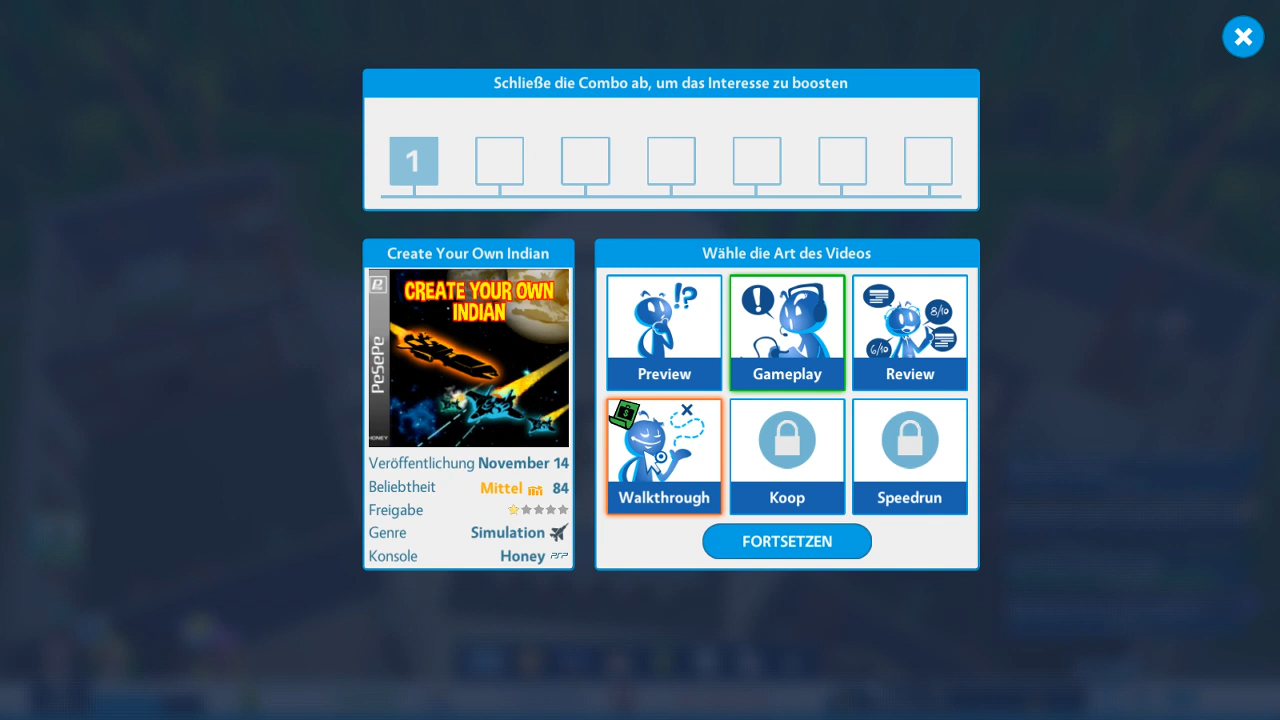 Schließe die Combo ab, um das Interesse zu boosten
1
Create Your Own Indian
CREATE YOUR OWN
INDIAN
PeSePe
HONEY
Veröffentlichung November 14
Beliebtheit Mittel 84
Freigabe
Genre Simulation
Konsole Honey PSP
Wähle die Art des Videos
!?
!
8/10
6/10
Preview Gameplay Review
$
X
Walkthrough Koop Speedrun
FORTSETZEN